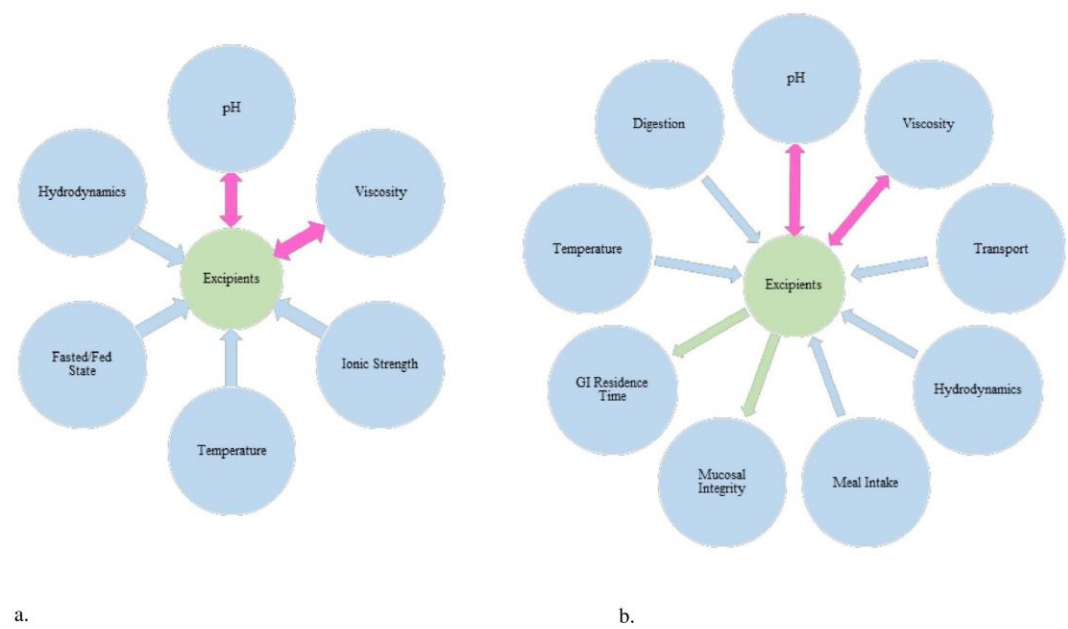 pH
Hydrodynamics
Viscosity
Excipients
Fasted/Fed
State
Ionic Strength
Temperature
a.
pH
Digestion
Viscosity
Temperature
Transport
Excipients
GI Residence
Time
Hydrodynamics
Mucosal
Integrity
Meal Intake
b.